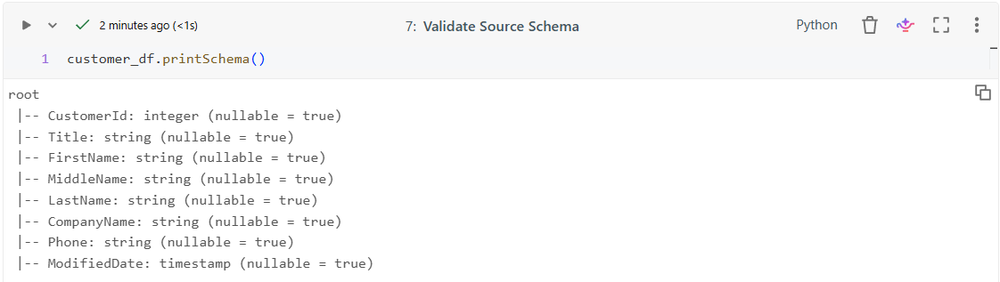 2 minutes ago (<1s)
7: Validate Source Schema
Python
1 customer_df.printSchema()
root
 |-- CustomerId: integer (nullable = true)
 |-- Title: string (nullable = true)
 |-- FirstName: string (nullable = true)
 |-- MiddleName: string (nullable = true)
 |-- LastName: string (nullable = true)
 |-- CompanyName: string (nullable = true)
 |-- Phone: string (nullable = true)
 |-- ModifiedDate: timestamp (nullable = true)